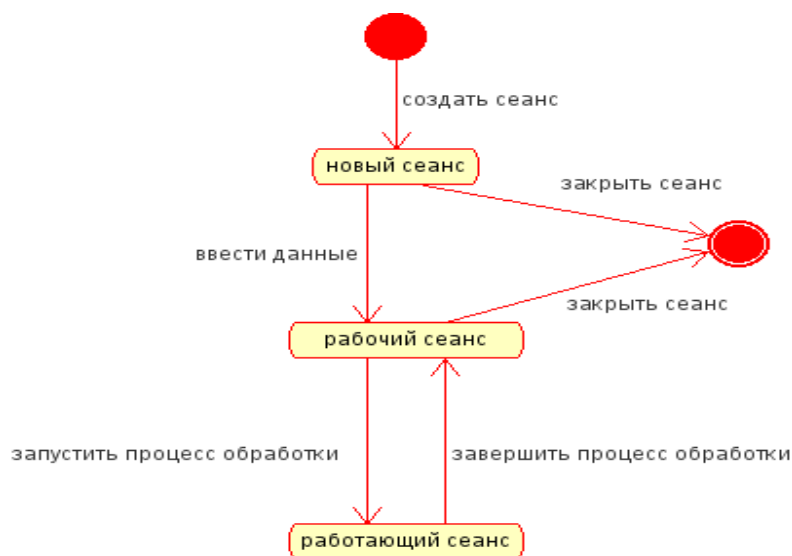 создать сеанс
новый сеанс
закрыть сеанс
ввести данные
закрыть сеанс
рабочий сеанс
запустить процесс обработки
завершить процесс обработки
работающий сеанс